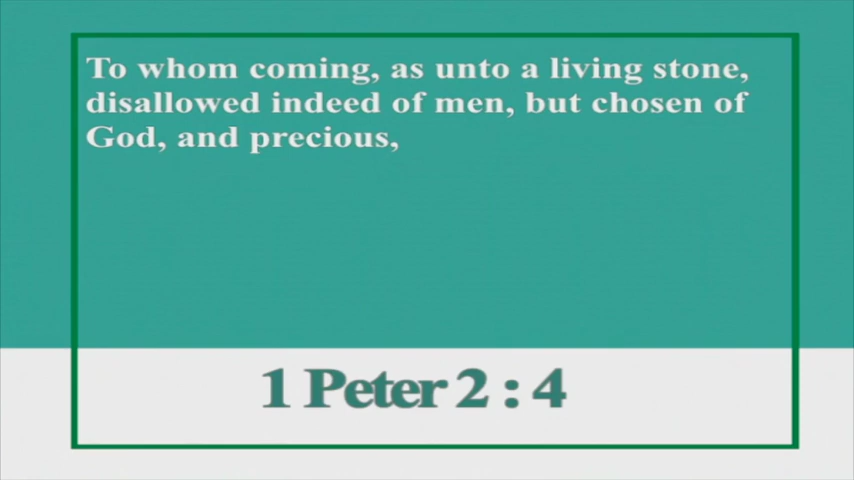 To whom coming, as unto a living stone,
disallowed indeed of men, but chosen of
God, and precious,
1 Peter 2 : 4